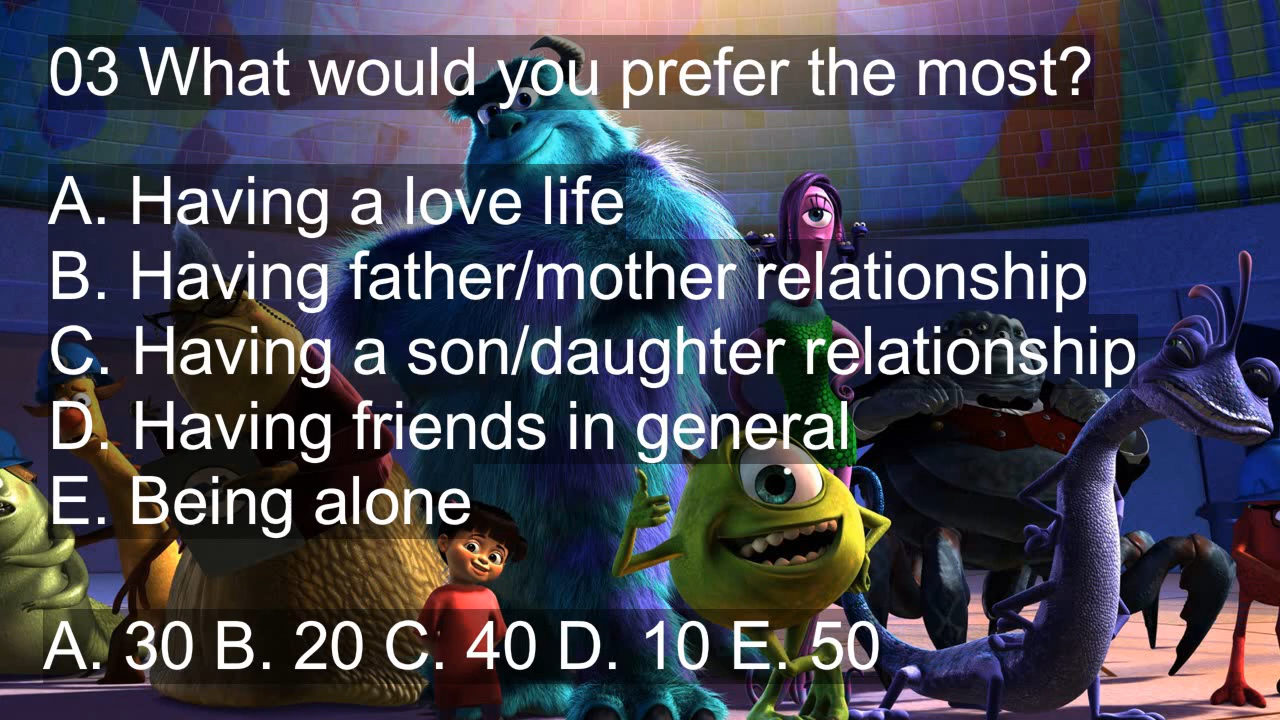 03 What would you prefer the most?
A. Having a love life
B. Having father/mother relationship
C. Having a son/daughter relationship
D. Having friends in general
E. Being alone
A. 30 B. 20 C. 40 D. 10 E. 50